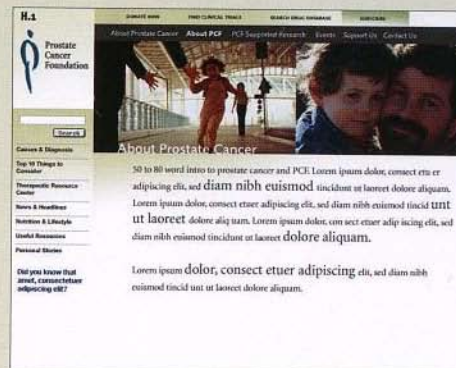 H.1
DONATE NOW FIND CLINICAL TRIALS SEARCH DRUG DATABASE SUBSCRIBE
About Prostate Cancer About PCF PCF Supported Research Events Support Us Contact Us
Prostate
Cancer
Foundation
Search
Causes & Diagnosis
Top 10 Things to
Consider
Therapeutic Resource
Center
News & Headlines
Nutrition & Lifestyle
Useful Resources
Personal Stories
Did you know that
amet, consectetuer
adipiscing elit?
About Prostate Cancer
50 to 80 word intro to prostate cancer and PCF. Lorem ipsum dolor, consect etu er
adipiscing elit, sed diam nibh euismod tincidunt ut laoreet dolore aliquam.
Lorem ipsum dolor, consect etuer adipiscing elit, sed diam nibh euismod tincid unt
ut laoreet dolore aliq uam. Lorem ipsum dolor, con sect etuer adip iscing elit, sed
diam nibh euismod tincidunt ut laoreet dolore aliquam.
Lorem ipsum dolor, consect etuer adipiscing elit, sed diam nibh
euismod tincid unt ut laoreet dolore aliquam.